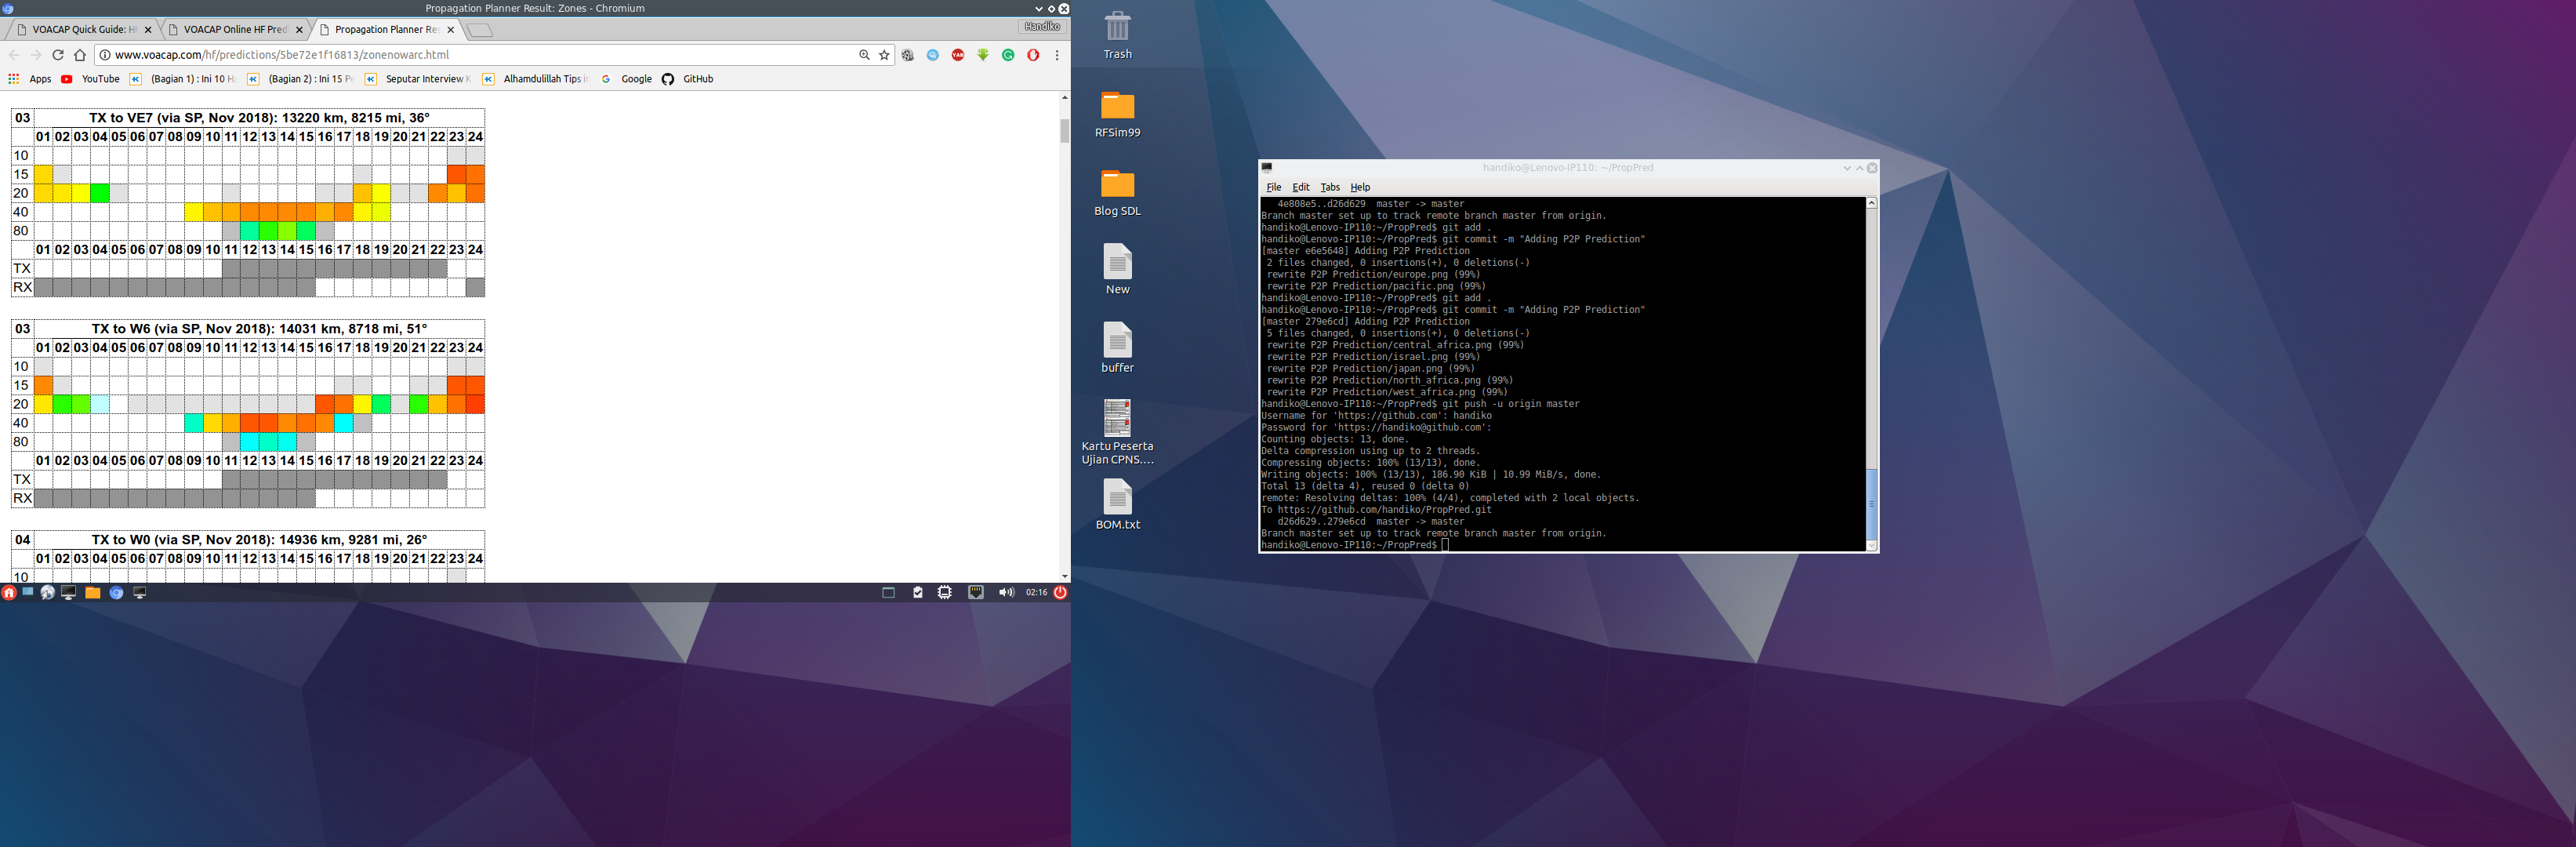 Propagation Planner Result: Zones - Chromium
VOACAP Quick Guide: H
VOACAP Online HF Pred
Propagation Planner Re
Handiko
www.voacap.com/hf/predictions/5be72e1f16813/zonenowarc.html
Apps
YouTube
(Bagian 1) : Ini 10 H
(Bagian 2) : Ini 15 P
Seputar Interview K
Alhamdulillah Tips in
Google
GitHub
03 TX to VE7 (via SP, Nov 2018): 13220 km, 8215 mi, 36°
01 02 03 04 05 06 07 08 09 10 11 12 13 14 15 16 17 18 19 20 21 22 23 24
10
15
20
40
80
01 02 03 04 05 06 07 08 09 10 11 12 13 14 15 16 17 18 19 20 21 22 23 24
TX
RX
03 TX to W6 (via SP, Nov 2018): 14031 km, 8718 mi, 51°
01 02 03 04 05 06 07 08 09 10 11 12 13 14 15 16 17 18 19 20 21 22 23 24
10
15
20
40
80
01 02 03 04 05 06 07 08 09 10 11 12 13 14 15 16 17 18 19 20 21 22 23 24
TX
RX
04 TX to W0 (via SP, Nov 2018): 14936 km, 9281 mi, 26°
01 02 03 04 05 06 07 08 09 10 11 12 13 14 15 16 17 18 19 20 21 22 23 24
10
02:16
Trash
RFSim99
Blog SDL
New
buffer
Kartu Peserta
Ujian CPNS....
BOM.txt
handiko@Lenovo-IP110: ~/PropPred
File Edit Tabs Help
4e808e5..d26d629  master -> master
Branch master set up to track remote branch master from origin.
handiko@Lenovo-IP110:~/PropPred$ git add .
handiko@Lenovo-IP110:~/PropPred$ git commit -m "Adding P2P Prediction"
[master e6e5648] Adding P2P Prediction
2 files changed, 0 insertions(+), 0 deletions(-)
rewrite P2P Prediction/europe.png (99%)
rewrite P2P Prediction/pacific.png (99%)
handiko@Lenovo-IP110:~/PropPred$ git add .
handiko@Lenovo-IP110:~/PropPred$ git commit -m "Adding P2P Prediction"
[master 279e6cd] Adding P2P Prediction
5 files changed, 0 insertions(+), 0 deletions(-)
rewrite P2P Prediction/central_africa.png (99%)
rewrite P2P Prediction/israel.png (99%)
rewrite P2P Prediction/japan.png (99%)
rewrite P2P Prediction/north_africa.png (99%)
rewrite P2P Prediction/west_africa.png (99%)
handiko@Lenovo-IP110:~/PropPred$ git push -u origin master
Username for 'https://github.com': handiko
Password for 'https://handiko@github.com':
Counting objects: 13, done.
Delta compression using up to 2 threads.
Compressing objects: 100% (13/13), done.
Writing objects: 100% (13/13), 186.90 KiB | 10.99 MiB/s, done.
Total 13 (delta 4), reused 0 (delta 0)
remote: Resolving deltas: 100% (4/4), completed with 2 local objects.
To https://github.com/handiko/PropPred.git
d26d629..279e6cd  master -> master
Branch master set up to track remote branch master from origin.
handiko@Lenovo-IP110:~/PropPred$